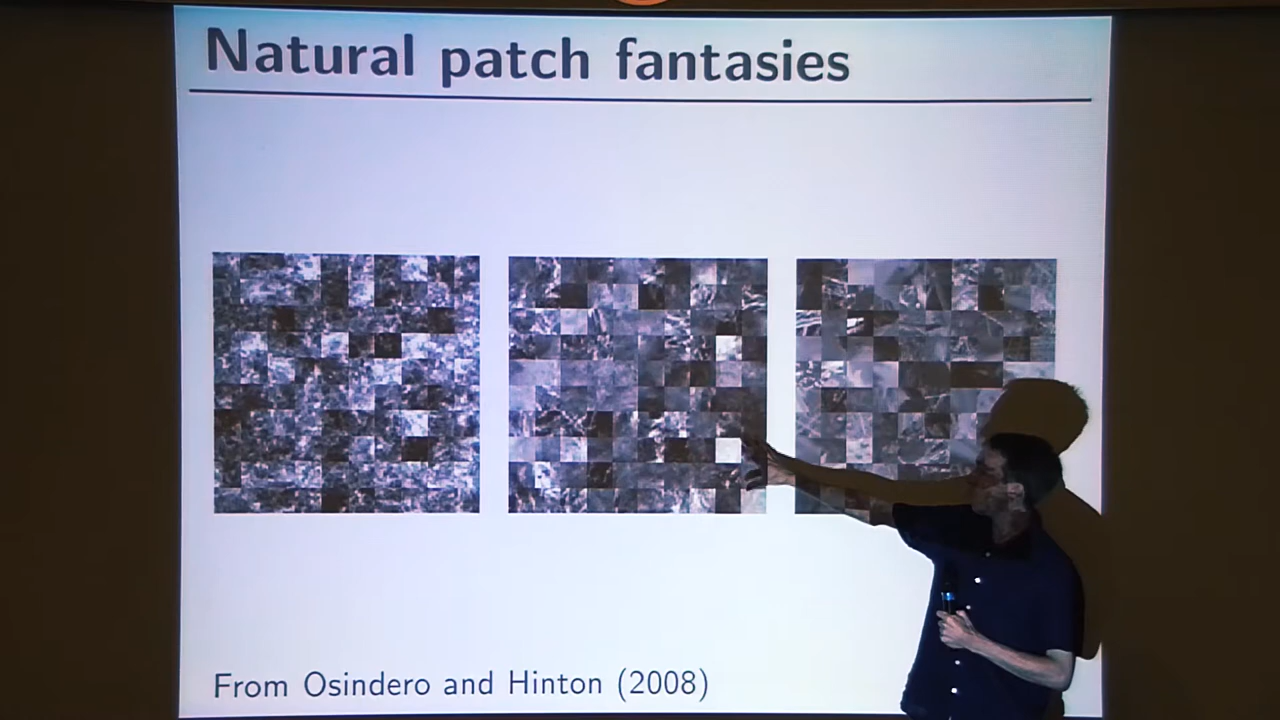 Natural patch fantasies
From Osindero and Hinton (2008)